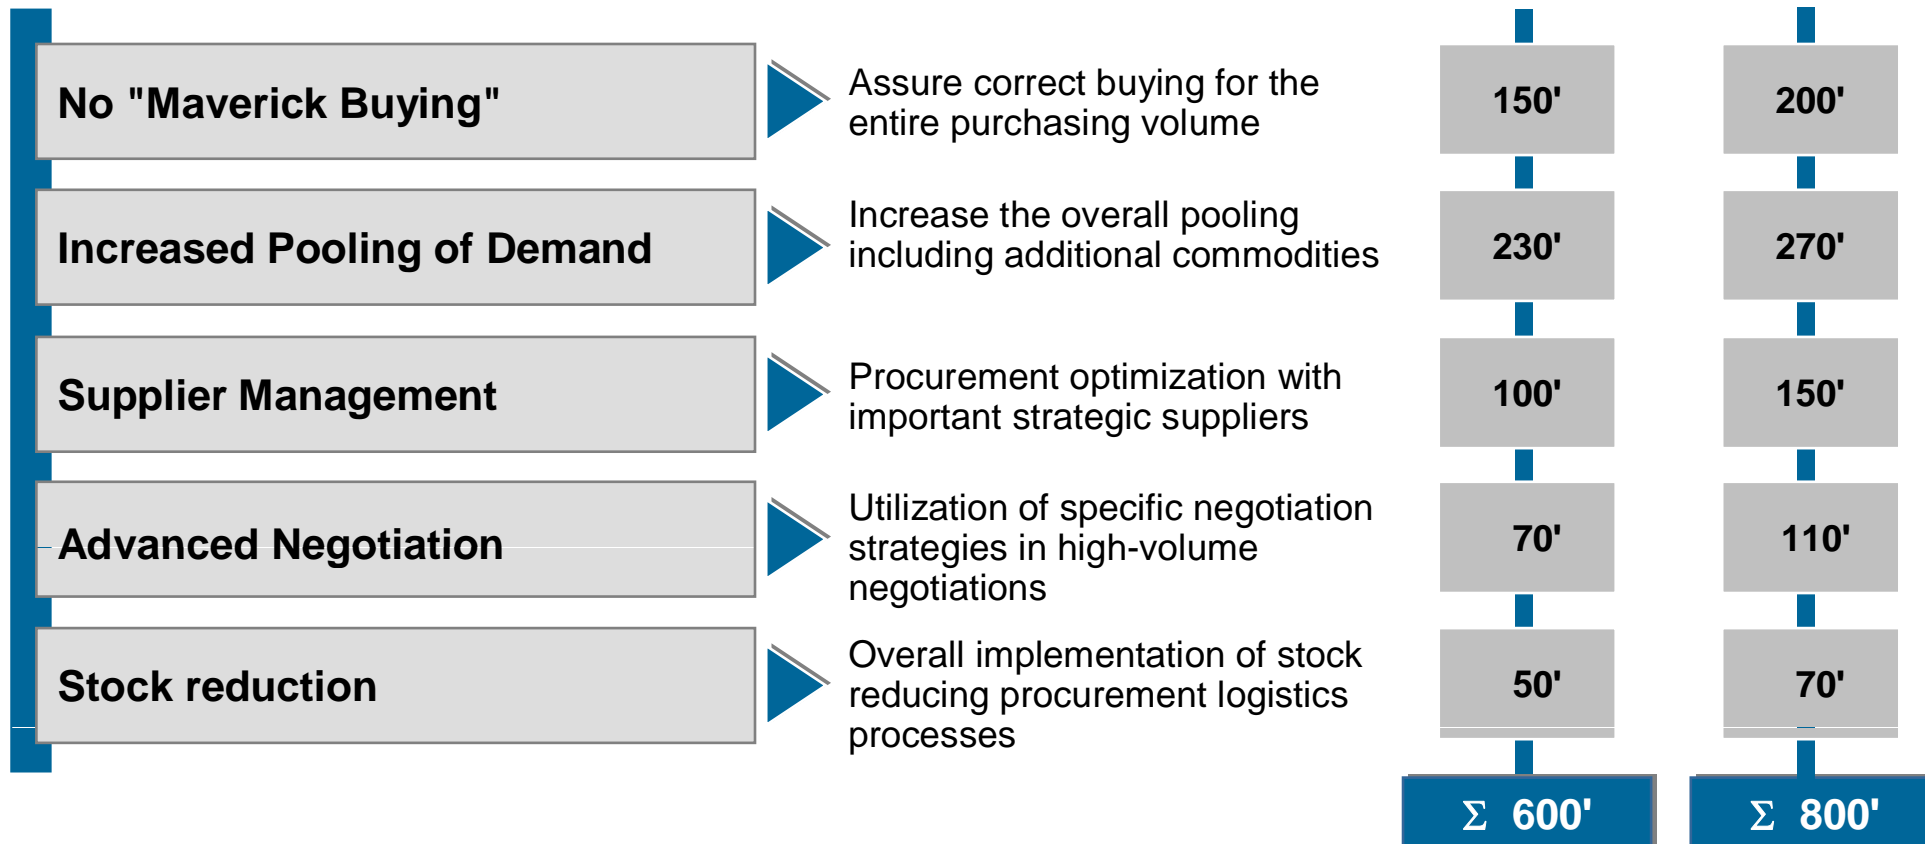 No "Maverick Buying"
Assure correct buying for the
entire purchasing volume
150'
200'
Increased Pooling of Demand
Increase the overall pooling
including additional commodities
230'
270'
Supplier Management
Procurement optimization with
important strategic suppliers
100'
150'
Advanced Negotiation
Utilization of specific negotiation
strategies in high-volume
negotiations
70'
110'
Stock reduction
Overall implementation of stock
reducing procurement logistics
processes
50'
70'
Σ 600'
Σ 800'